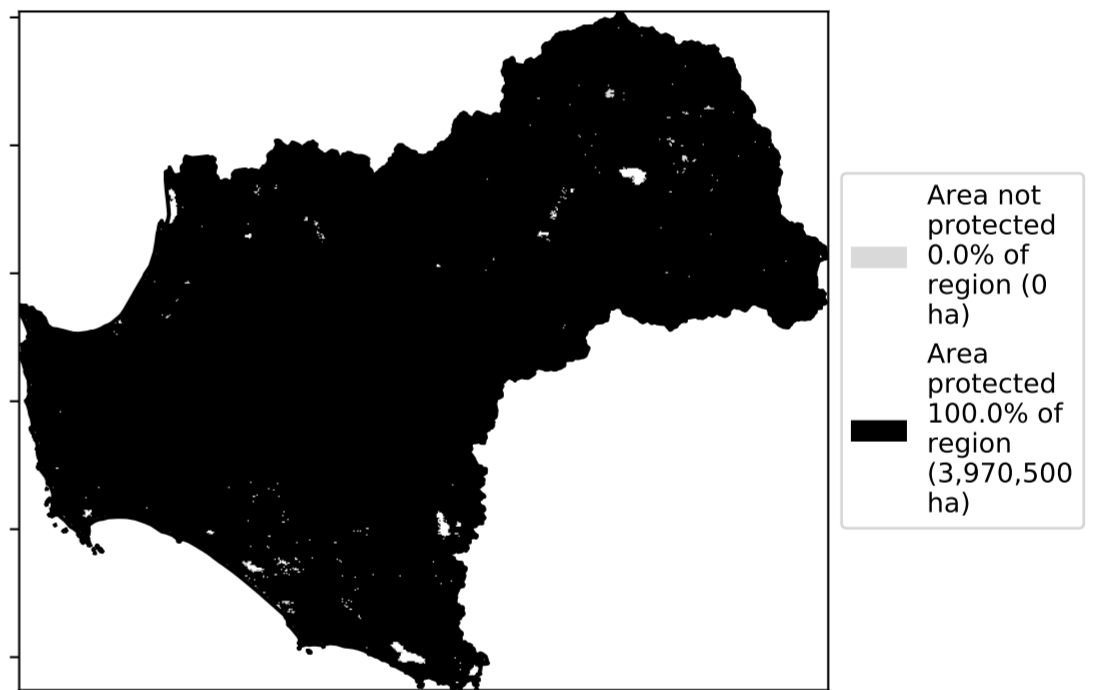 Area not
protected
0.0% of
region (0
ha)
Area
protected
100.0% of
region
(3,970,500
ha)